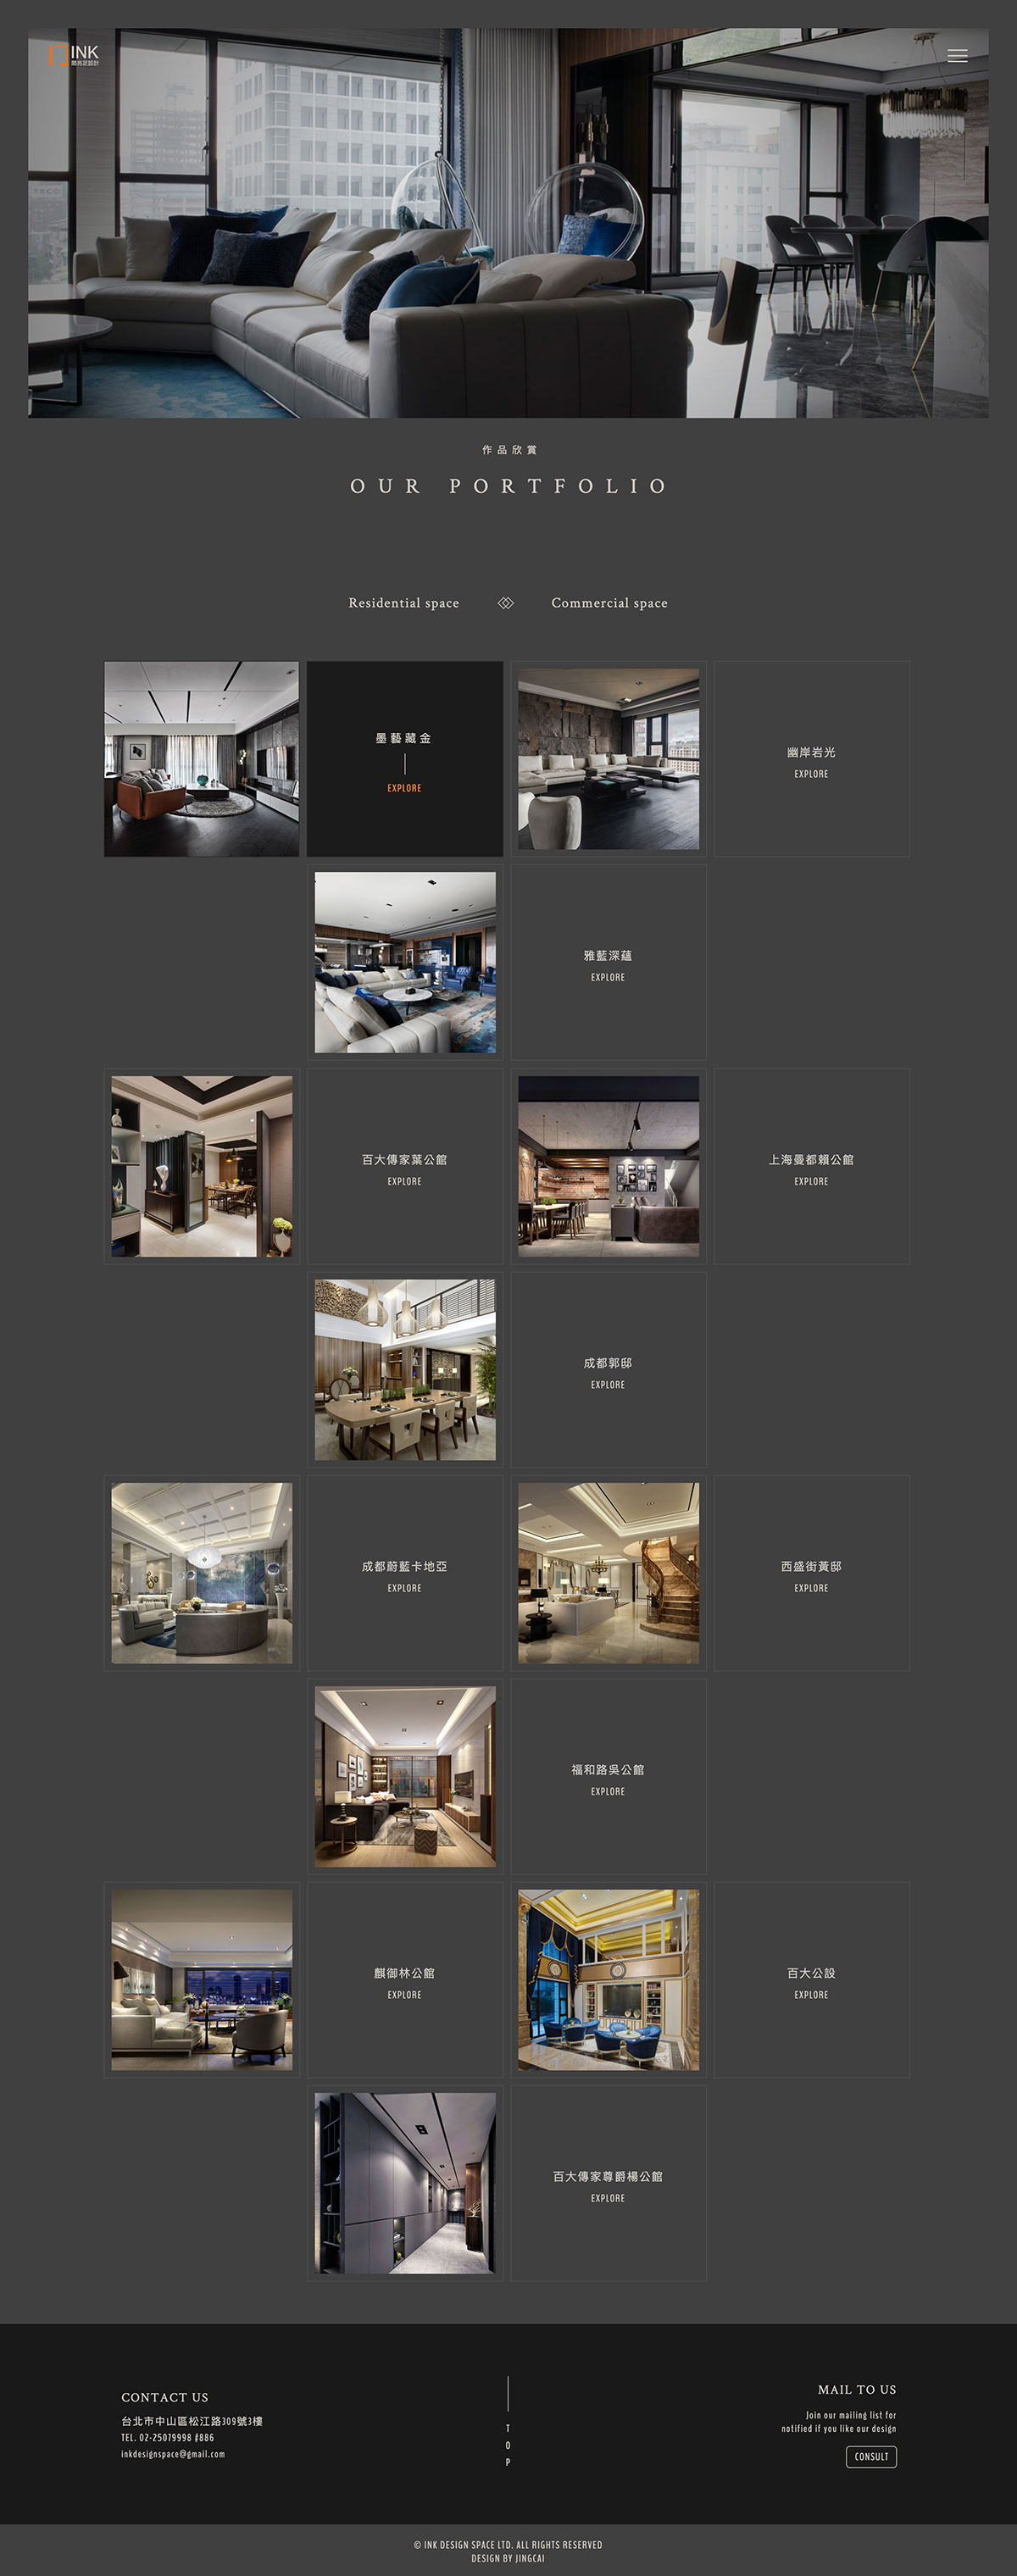 INK
作品欣賞
OUR PORTFOLIO
Residential space
Commercial space
墨藝藏金
EXPLORE
幽岸岩光
EXPLORE
雅藍深蘊
EXPLORE
百大傳家葉公館
EXPLORE
上海曼都賴公館
EXPLORE
成都郭邸
EXPLORE
成都蔚藍卡地亞
EXPLORE
西盛街黃邸
EXPLORE
福和路吳公館
EXPLORE
麒御林公館
EXPLORE
百大公設
EXPLORE
百大傳家尊爵楊公館
EXPLORE
CONTACT US
台北市中山區松江路309號3樓
TEL. 02-25079998 #886
inkdesignspace@gmail.com
TOP
MAIL TO US
Join our mailing list for
notified if you like our design
CONSULT
© INK DESIGN SPACE LTD. ALL RIGHTS RESERVED
DESIGN BY JINGCAI